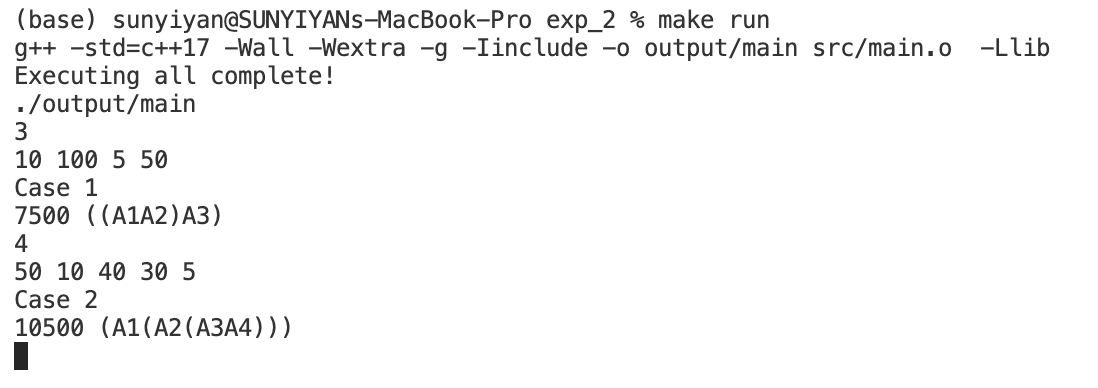 (base) sunyiyan@SUNYIYANs-MacBook-Pro exp_2 % make run
g++ -std=c++17 -Wall -Wextra -g -Iinclude -o output/main src/main.o  -Llib
Executing all complete!
./output/main
3
10 100 5 50
Case 1
7500 ((A1A2)A3)
4
50 10 40 30 5
Case 2
10500 (A1(A2(A3A4)))